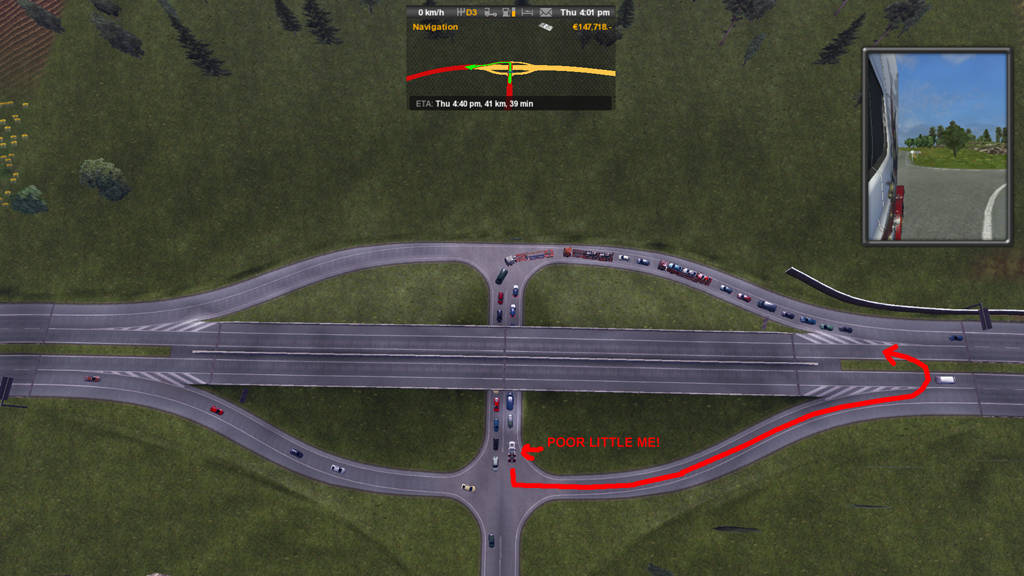 0 km/h D3 Thu 4:01 pm
Navigation €147,718.-
ETA: Thu 4:40 pm, 41 km, 39 min
POOR LITTLE ME!